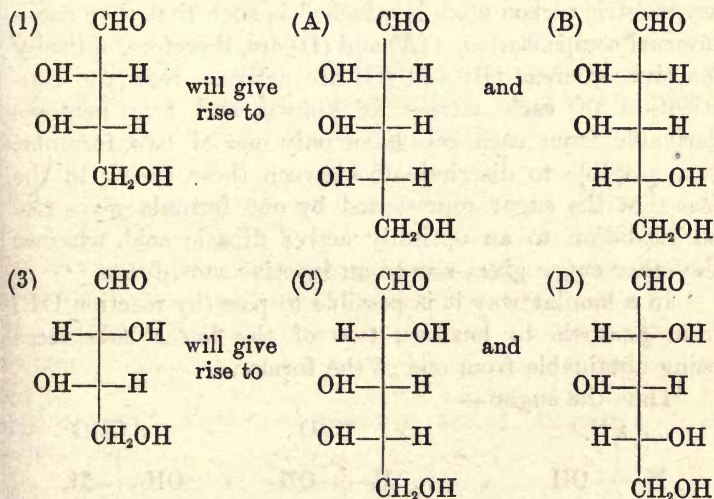 (1) CHO (A) CHO (B) CHO
OH—H will give OH—H and OH—H
OH—H rise to OH—H OH—H
CH₂OH OH—H H—OH
CH₂OH CH₂OH
(3) CHO (C) CHO (D) CHO
H—OH will give H—OH and H—OH
OH—H rise to OH—H OH—H
CH₂OH OH—H H—OH
CH₂OH CH₂OH